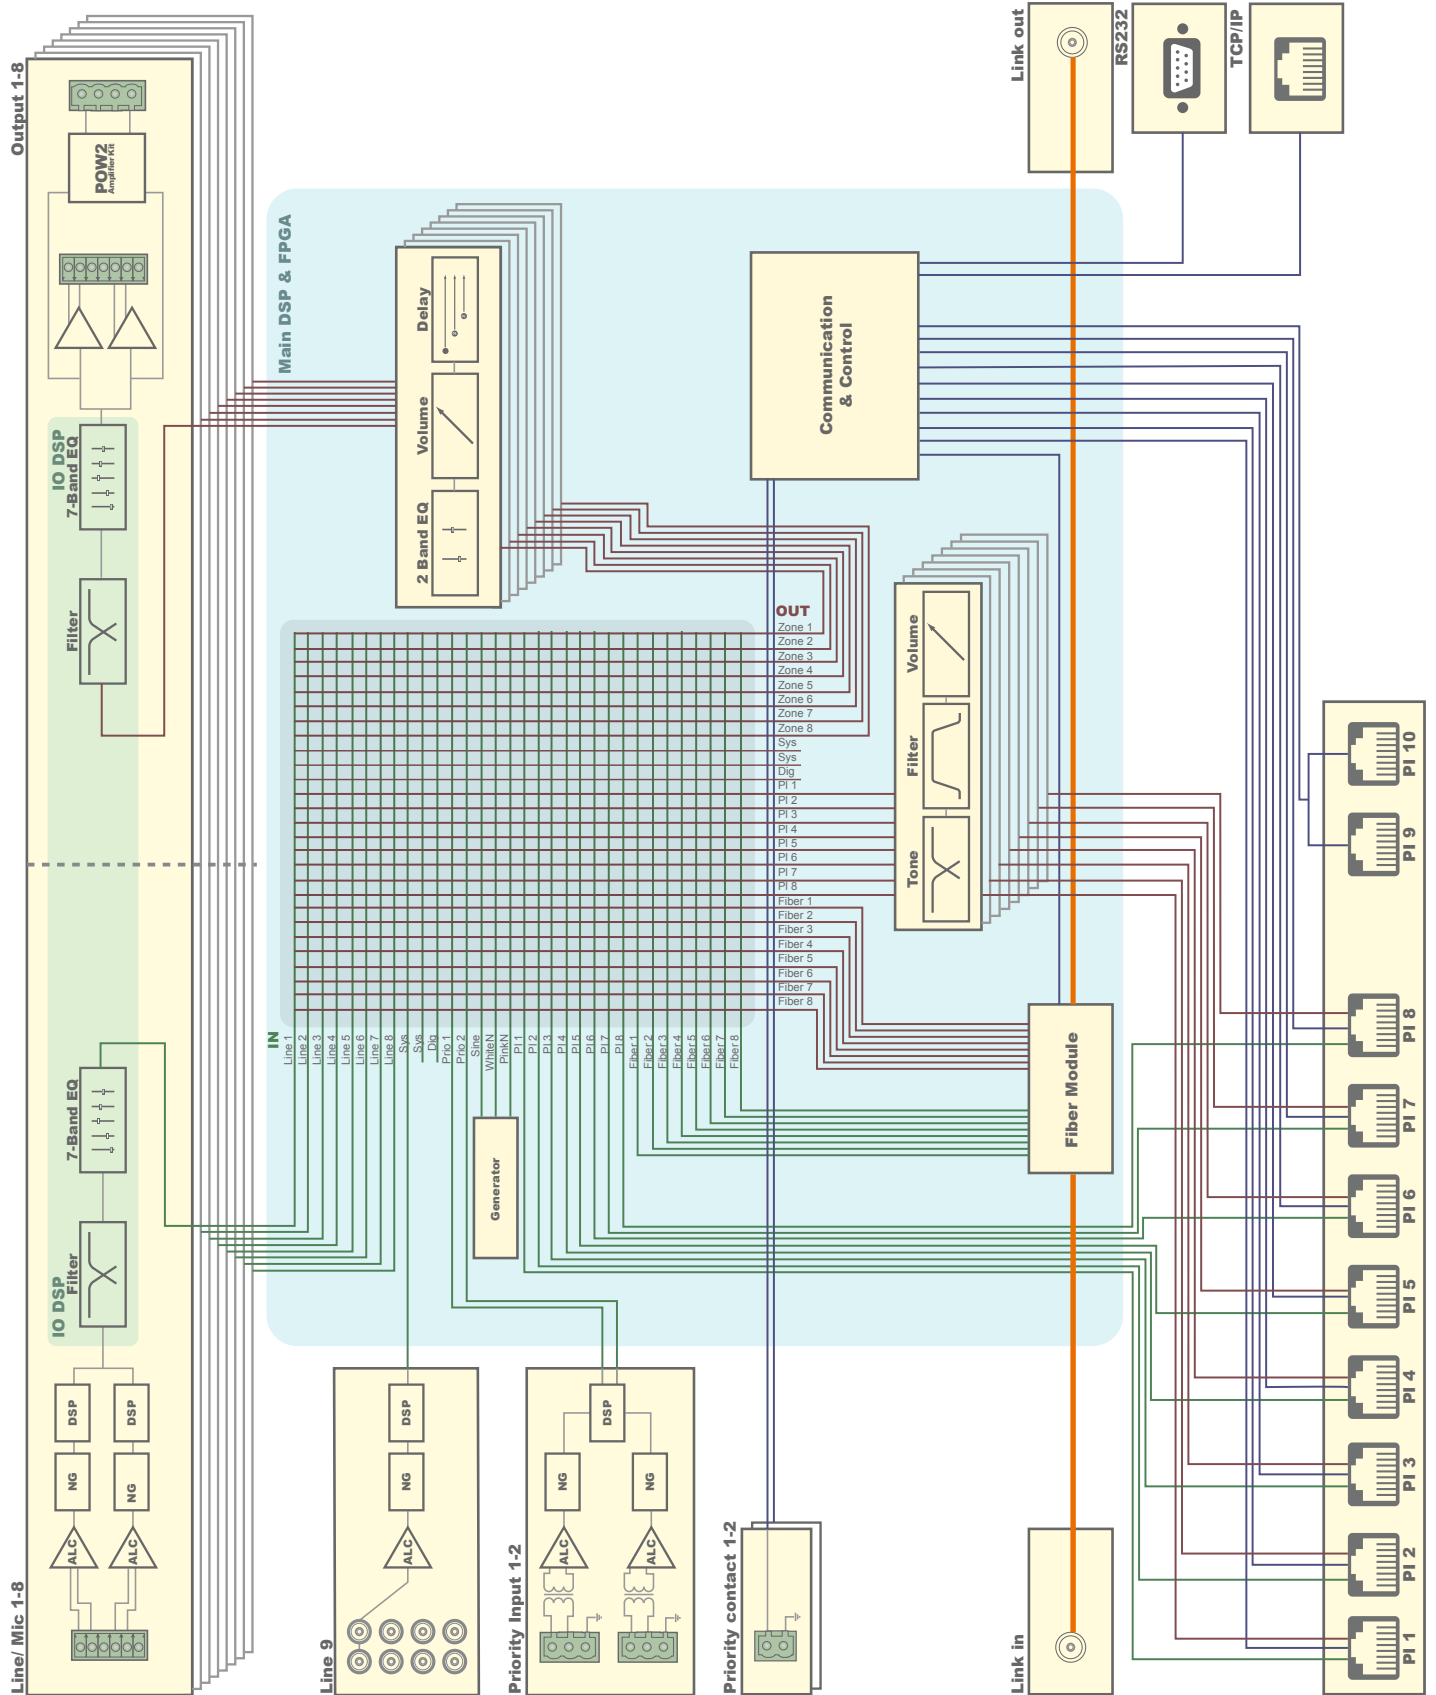 Output 1-8
POW2
Amplifier Kit
IO DSP
7-Band EQ
Filter
7-Band EQ
IO DSP
Filter
DSP
DSP
NG
NG
ALC
ALC
Line/ Mic 1-8
Main DSP & FPGA
Delay
Volume
2 Band EQ
Communication
& Control
Link out
RS232
TCP/IP
OUT
Zone 1
Zone 2
Zone 3
Zone 4
Zone 5
Zone 6
Zone 7
Zone 8
Sys
Sys
Dig
PI 1
PI 2
PI 3
PI 4
PI 5
PI 6
PI 7
PI 8
Fiber 1
Fiber 2
Fiber 3
Fiber 4
Fiber 5
Fiber 6
Fiber 7
Fiber 8
IN
Line 1
Line 2
Line 3
Line 4
Line 5
Line 6
Line 7
Line 8
Sys
Sys
Dig
Prio 1
Prio 2
Sine
WhiteN
PinkN
PI 1
PI 2
PI 3
PI 4
PI 5
PI 6
PI 7
PI 8
Fiber 1
Fiber 2
Fiber 3
Fiber 4
Fiber 5
Fiber 6
Fiber 7
Fiber 8
Volume
Filter
Tone
Generator
Fiber Module
DSP
NG
ALC
Line 9
DSP
NG
NG
ALC
ALC
Priority Input 1-2
Priority contact 1-2
Link in
PI 10
PI 9
PI 8
PI 7
PI 6
PI 5
PI 4
PI 3
PI 2
PI 1